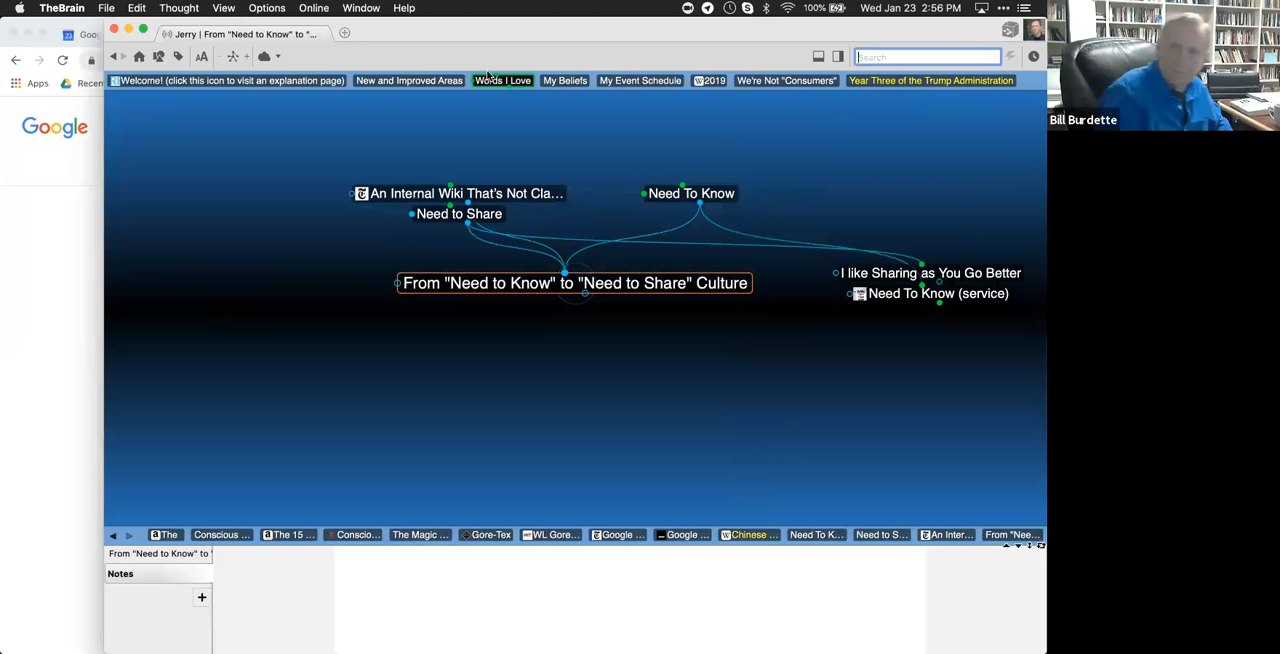 TheBrain File Edit Thought View Options Online Window Help 100% Wed Jan 23 2:56 PM
Goog
Jerry | From "Need to Know" to "...
Search
Apps Recen
Welcome! (click this icon to visit an explanation page) New and Improved Areas Words I Love My Beliefs My Event Schedule 2019 We're Not "Consumers" Year Three of the Trump Administration
Bill Burdette
Google
An Internal Wiki That's Not Cla... Need To Know
Need to Share
From "Need to Know" to "Need to Share" Culture
I like Sharing as You Go Better
Need To Know (service)
The Conscious ... The 15 ... Conscio... The Magic ... Gore-Tex WL Gore... Google ... Google ... Chinese ... Need To K... Need to S... An Inter... From "Nee...
From "Need to Know" to "
Notes